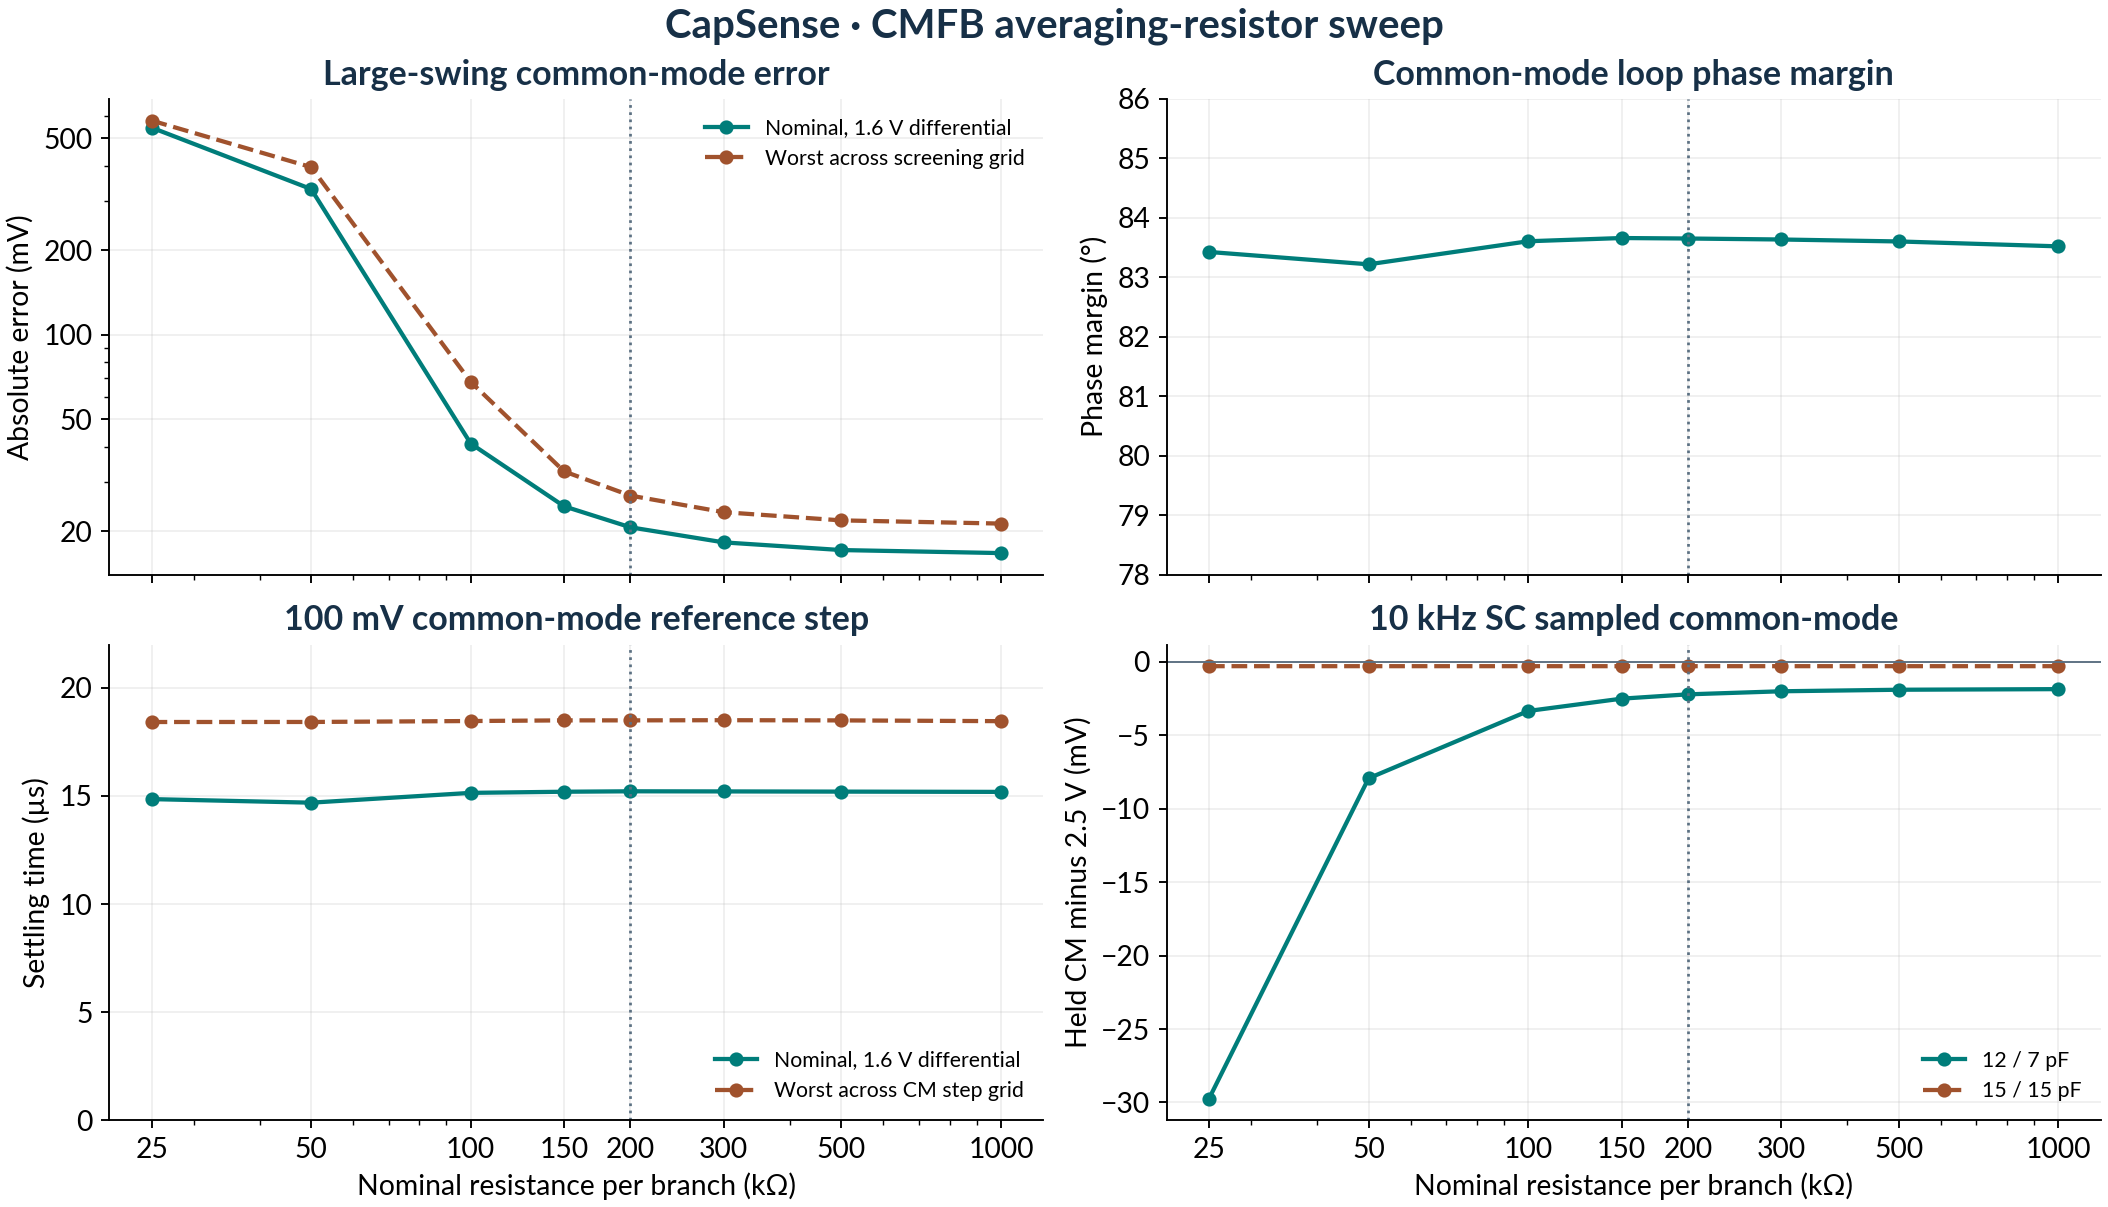 CapSense · CMFB averaging-resistor sweep
Large-swing common-mode error
Absolute error (mV)
500
200
100
50
20
Nominal, 1.6 V differential
Worst across screening grid
Common-mode loop phase margin
Phase margin (°)
86
85
84
83
82
81
80
79
78
100 mV common-mode reference step
Settling time (µs)
20
15
10
5
0
Nominal, 1.6 V differential
Worst across CM step grid
25 50 100 150 200 300 500 1000
Nominal resistance per branch (kΩ)
10 kHz SC sampled common-mode
Held CM minus 2.5 V (mV)
0
−5
−10
−15
−20
−25
−30
12 / 7 pF
15 / 15 pF
25 50 100 150 200 300 500 1000
Nominal resistance per branch (kΩ)